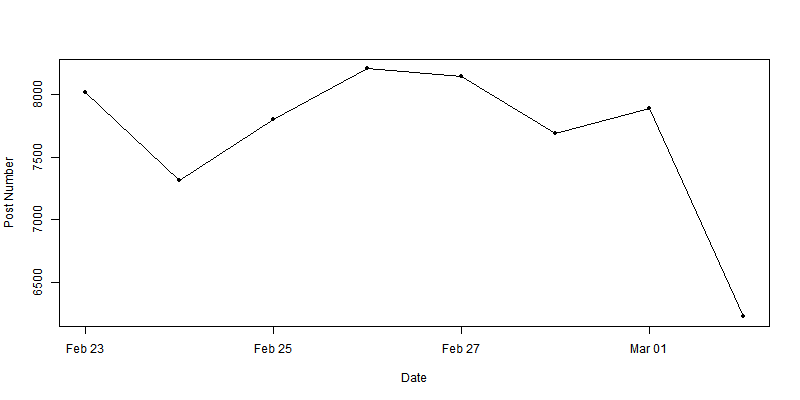 8000
7500
7000
6500
Post Number
Feb 23
Feb 25
Feb 27
Mar 01
Date